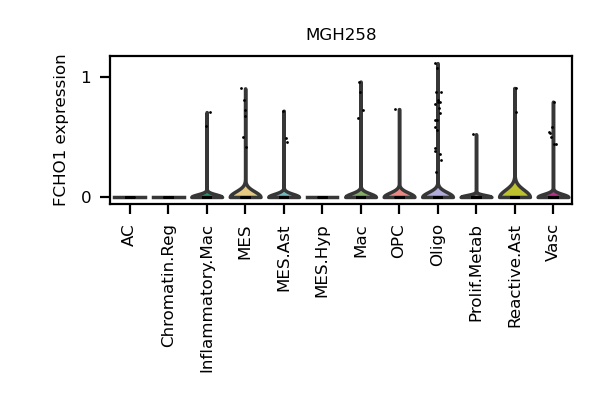 MGH258
FCHO1 expression
1
0
AC
Chromatin.Reg
Inflammatory.Mac
MES
MES.Ast
MES.Hyp
Mac
OPC
Oligo
Prolif.Metab
Reactive.Ast
Vasc